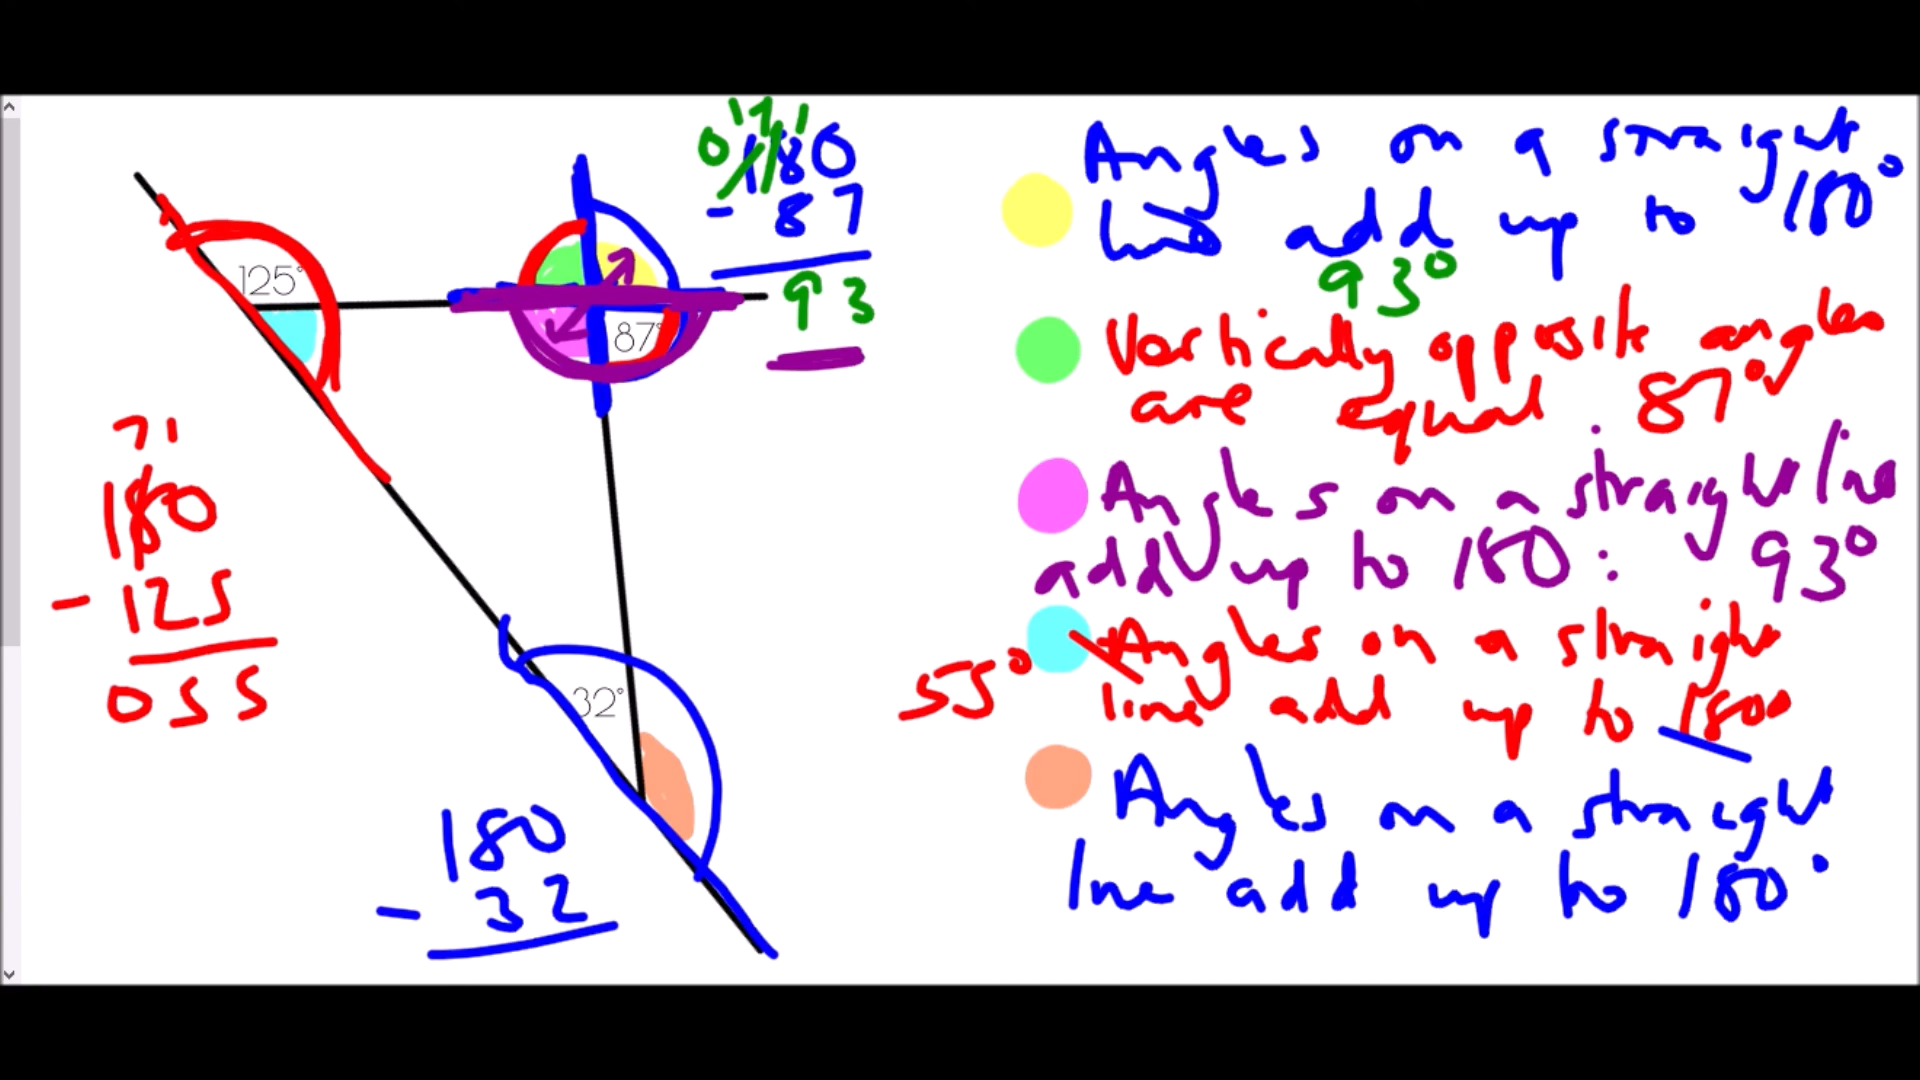 125°
87°
32°
0 17 1
180
- 87
93
7 1
180
- 125
055
180
- 32
Angles on a straight
line add up to 180°
93°
Vertically opposite angles
are equal 87°
Angles on a straight line
add up to 180: 93°
55°
Angles on a straight
line add up to 180°
Angles on a straight
line add up to 180°